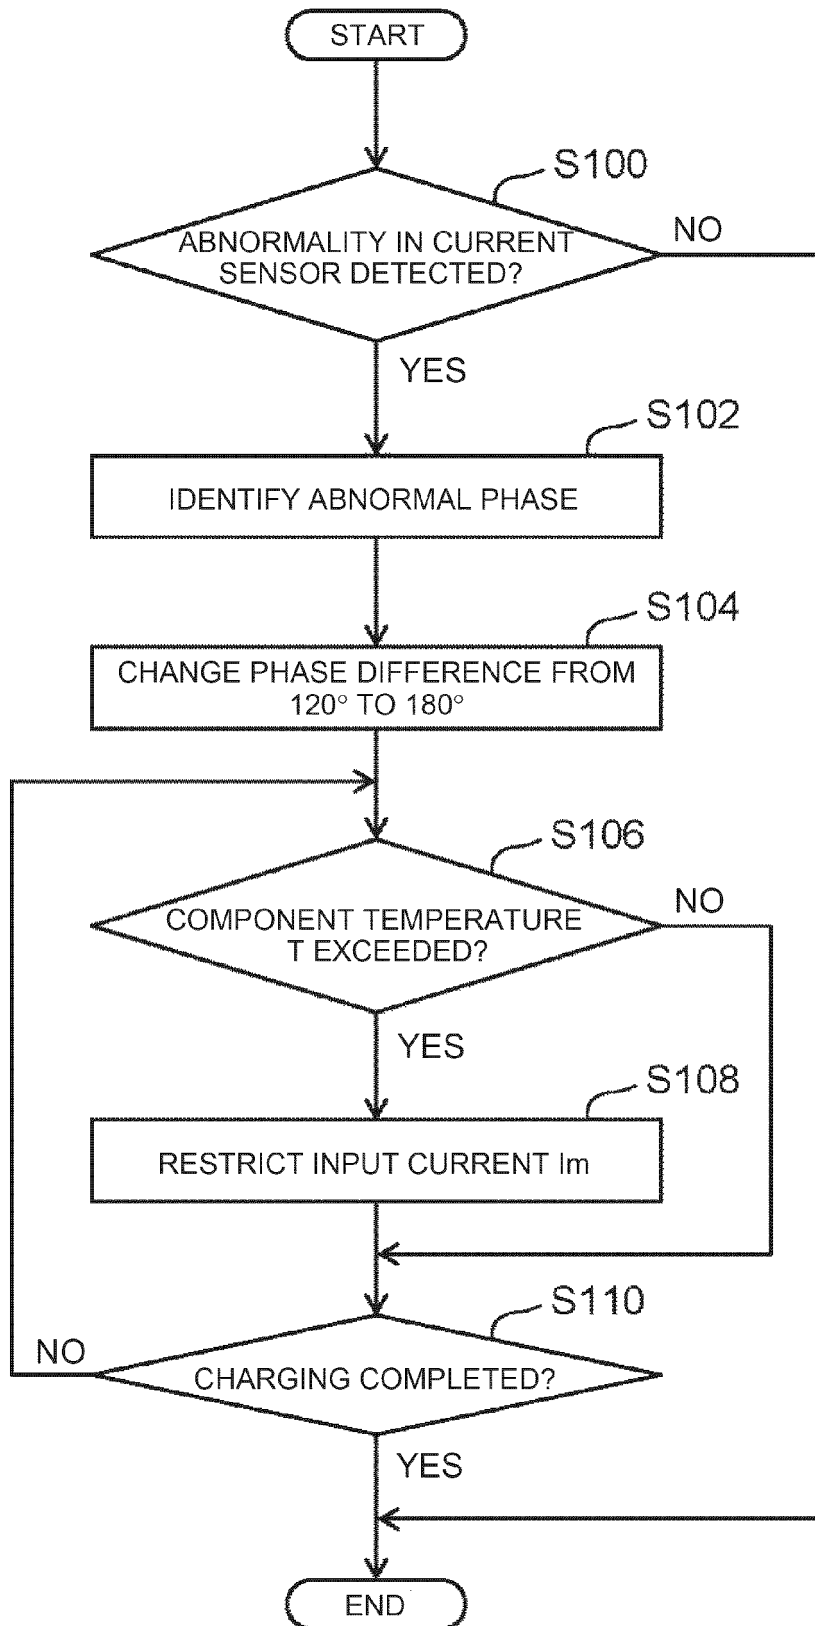 START
S100
ABNORMALITY IN CURRENT
SENSOR DETECTED?
NO
YES
S102
IDENTIFY ABNORMAL PHASE
S104
CHANGE PHASE DIFFERENCE FROM
120° TO 180°
S106
COMPONENT TEMPERATURE
T EXCEEDED?
NO
YES
S108
RESTRICT INPUT CURRENT Im
S110
CHARGING COMPLETED?
NO
YES
END